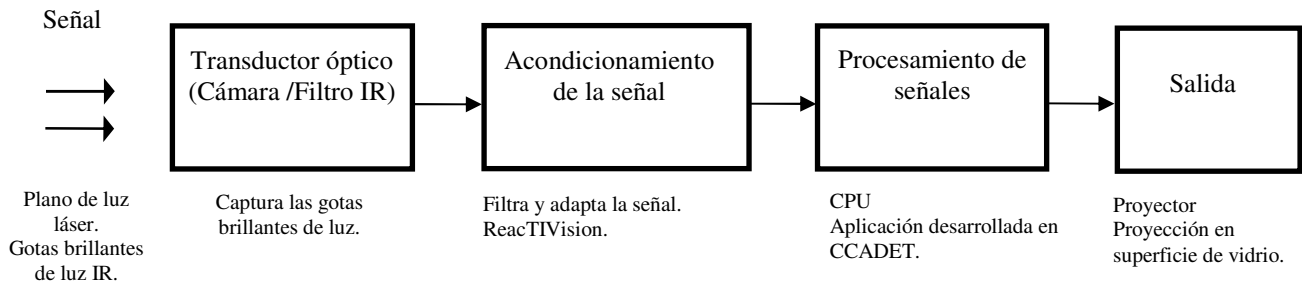 Señal
Transductor óptico
(Cámara /Filtro IR)
Acondicionamiento
de la señal
Procesamiento de
señales
Salida
Plano de luz
láser.
Gotas brillantes
de luz IR.
Captura las gotas
brillantes de luz.
Filtra y adapta la señal.
ReacTIVision.
CPU
Aplicación desarrollada en
CCADET.
Proyector
Proyección en
superficie de vidrio.